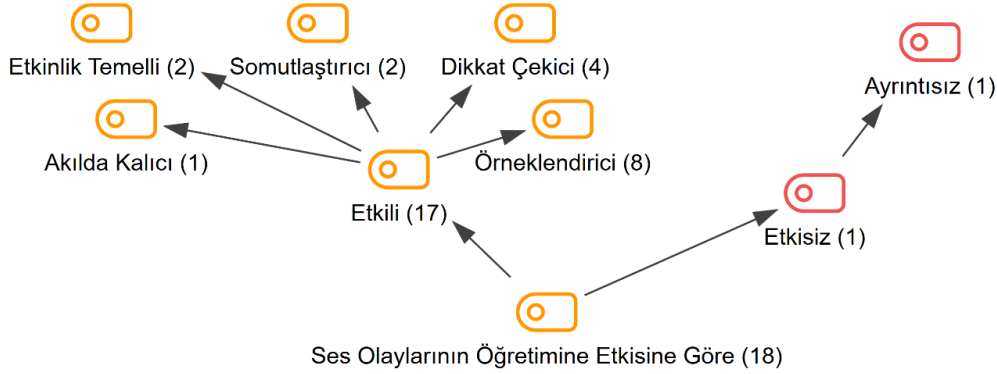 Etkinlik Temelli (2)
Somutlaştırıcı (2)
Dikkat Çekici (4)
Ayrıntısız (1)
Akılda Kalıcı (1)
Örneklendirici (8)
Etkili (17)
Etkisiz (1)
Ses Olaylarının Öğretimine Etkisine Göre (18)